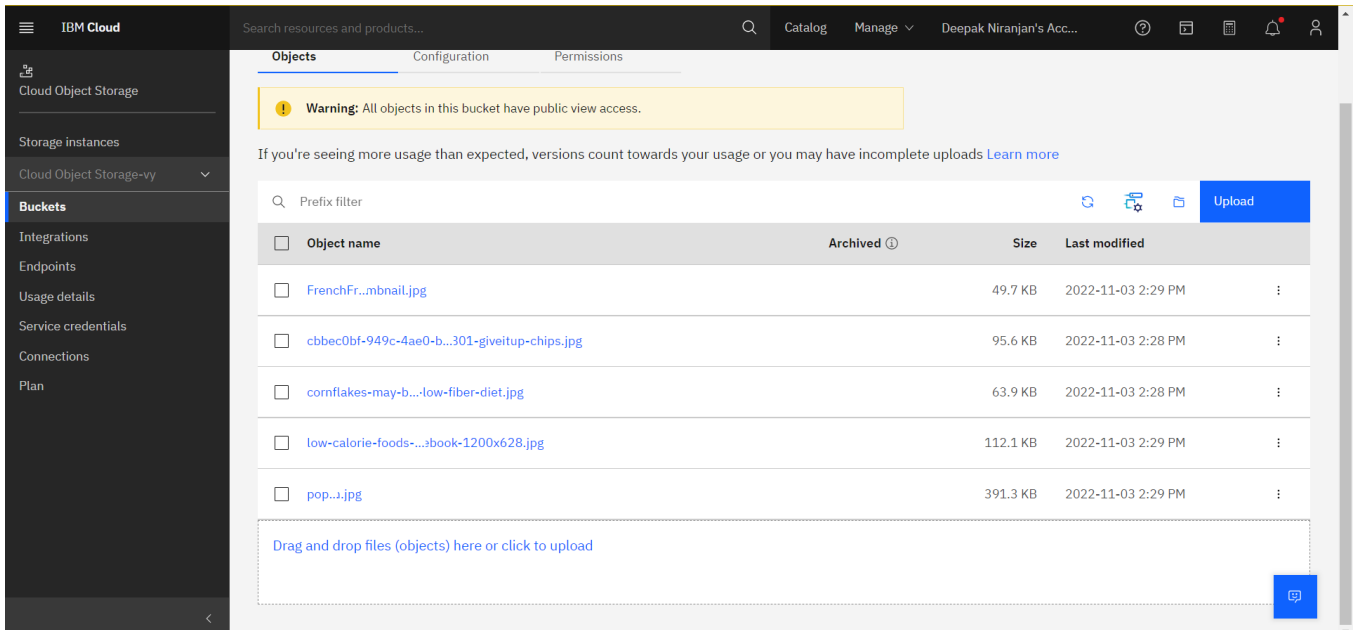 IBM Cloud Search resources and products... Catalog Manage Deepak Niranjan's Acc...
Cloud Object Storage
Storage instances
Cloud Object Storage-vy
Buckets
Integrations
Endpoints
Usage details
Service credentials
Connections
Plan
Objects Configuration Permissions
Warning: All objects in this bucket have public view access.
If you're seeing more usage than expected, versions count towards your usage or you may have incomplete uploads Learn more
Prefix filter Upload
Object name Archived Size Last modified
FrenchFr...mbnail.jpg 49.7 KB 2022-11-03 2:29 PM
cbbec0bf-949c-4ae0-b...301-giveitup-chips.jpg 95.6 KB 2022-11-03 2:28 PM
cornflakes-may-b...-low-fiber-diet.jpg 63.9 KB 2022-11-03 2:28 PM
low-calorie-foods-...ebook-1200x628.jpg 112.1 KB 2022-11-03 2:29 PM
391.3 KB 2022-11-03 2:29 PM
Drag and drop files (objects) here or click to upload